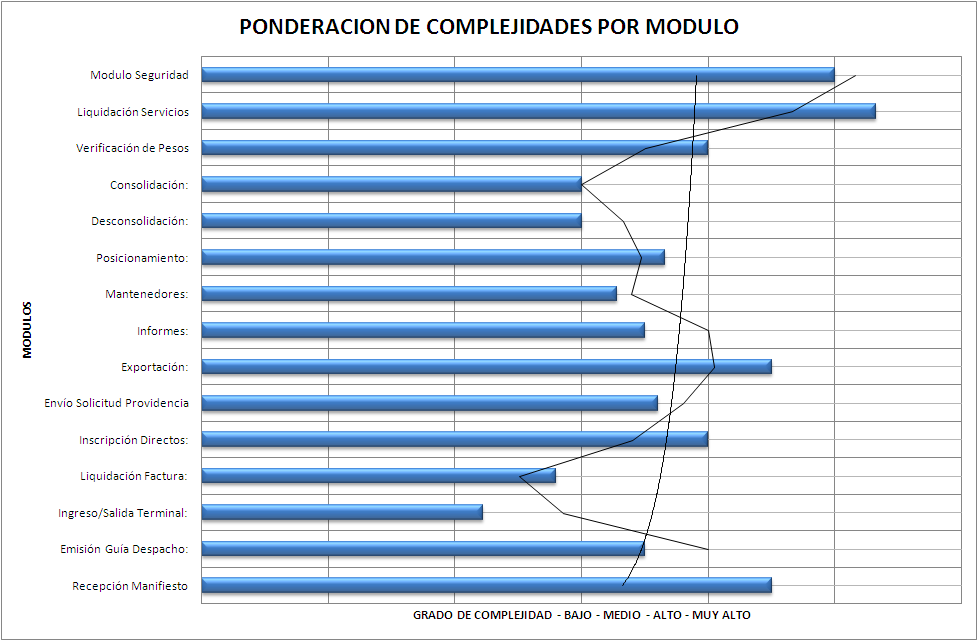 PONDERACION DE COMPLEJIDADES POR MODULO
Modulo Seguridad
Liquidación Servicios
Verificación de Pesos
Consolidación:
Desconsolidación:
Posicionamiento:
Mantenedores:
Informes:
Exportación:
Envío Solicitud Providencia
Inscripción Directos:
Liquidación Factura:
Ingreso/Salida Terminal:
Emisión Guía Despacho:
Recepción Manifiesto
MODULOS
GRADO DE COMPLEJIDAD - BAJO - MEDIO - ALTO - MUY ALTO